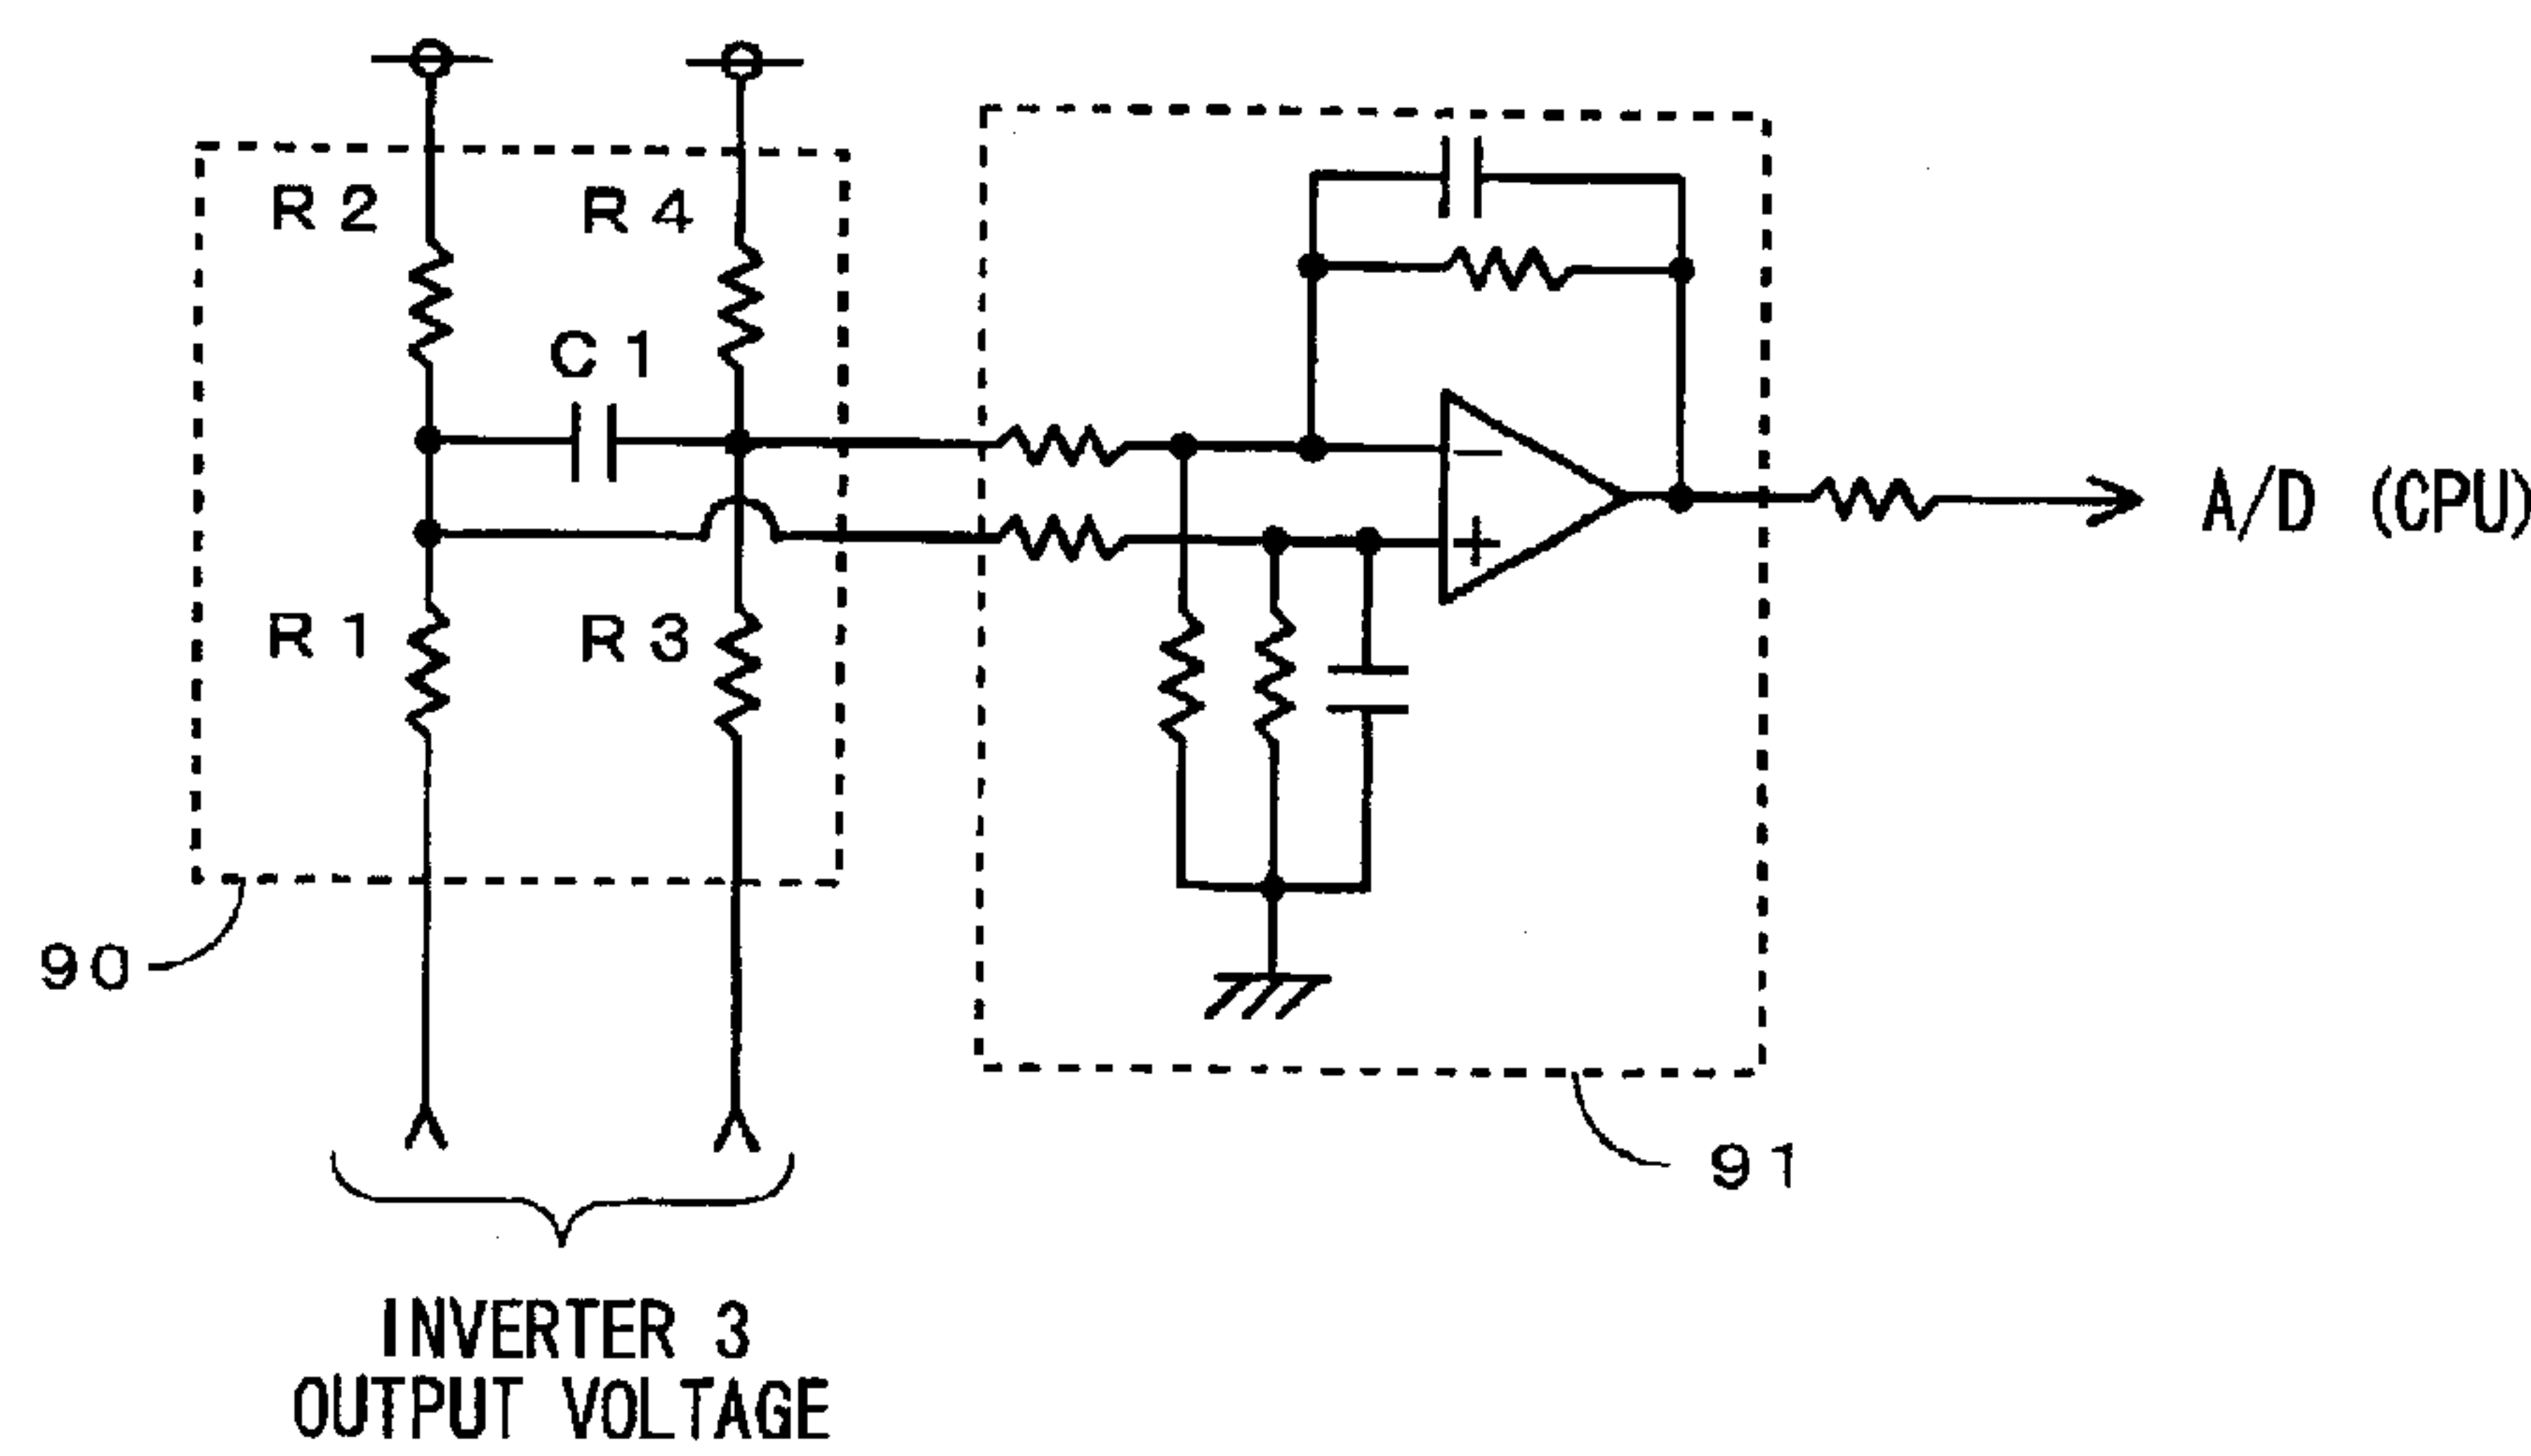 R2
R4
C1
−
+
A/D (CPU)
R1
R3
90
91
INVERTER 3
OUTPUT VOLTAGE